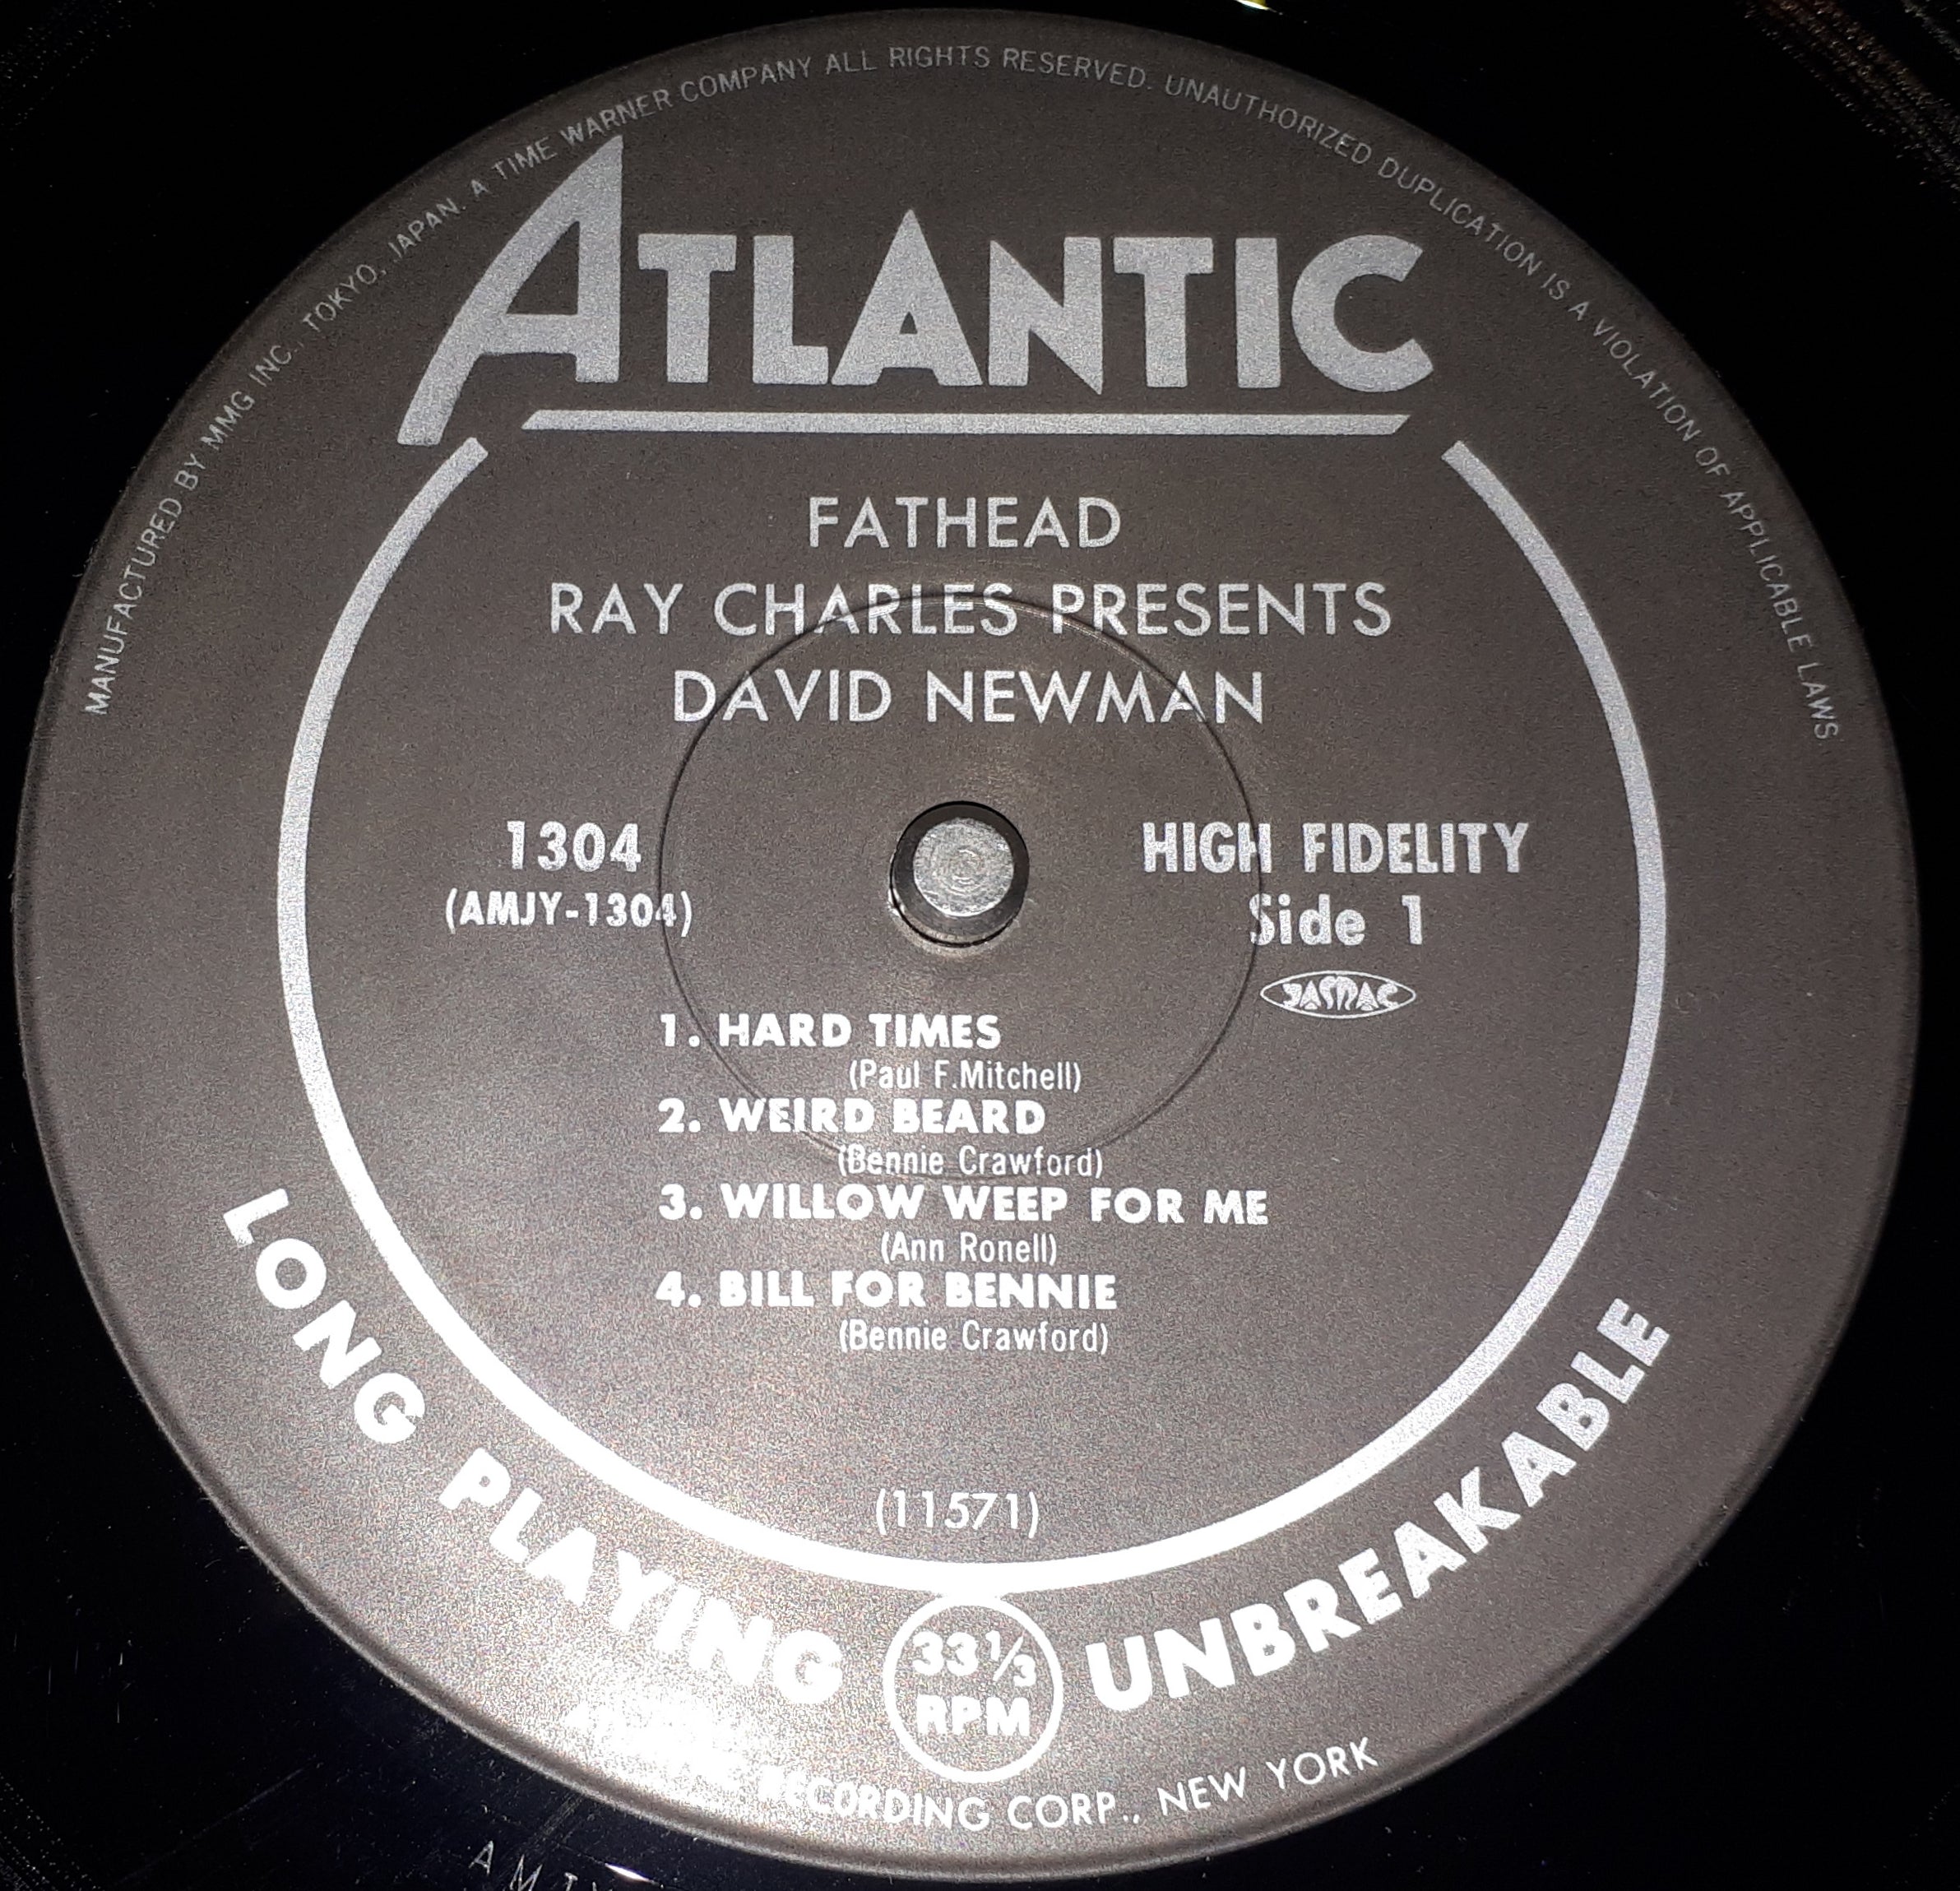 MANUFACTURED BY MMG INC., TOKYO, JAPAN. A TIME WARNER COMPANY ALL RIGHTS RESERVED. UNAUTHORIZED DUPLICATION IS A VIOLATION OF APPLICABLE LAWS.
ATLANTIC
FATHEAD
RAY CHARLES PRESENTS
DAVID NEWMAN
1304
(AMJY-1304)
HIGH FIDELITY
Side 1
JASRAC
1. HARD TIMES
(Paul F.Mitchell)
2. WEIRD BEARD
(Bennie Crawford)
3. WILLOW WEEP FOR ME
(Ann Ronell)
4. BILL FOR BENNIE
(Bennie Crawford)
(11571)
LONG PLAYING
33 1/3
RPM
UNBREAKABLE
RECORDING CORP., NEW YORK